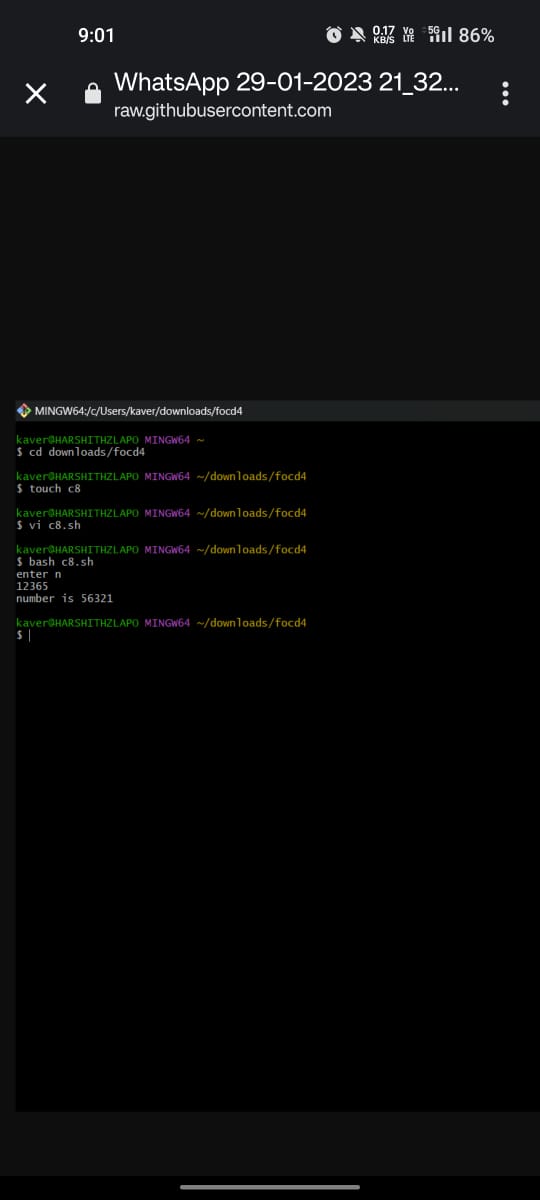 9:01
0.17 KB/S Vo LTE 5G 86%
WhatsApp 29-01-2023 21_32...
raw.githubusercontent.com
MINGW64:/c/Users/kaver/downloads/focd4
kaver@HARSHITHZLAPO MINGW64 ~
$ cd downloads/focd4
kaver@HARSHITHZLAPO MINGW64 ~/downloads/focd4
$ touch c8
kaver@HARSHITHZLAPO MINGW64 ~/downloads/focd4
$ vi c8.sh
kaver@HARSHITHZLAPO MINGW64 ~/downloads/focd4
$ bash c8.sh
enter n
12365
number is 56321
kaver@HARSHITHZLAPO MINGW64 ~/downloads/focd4
$